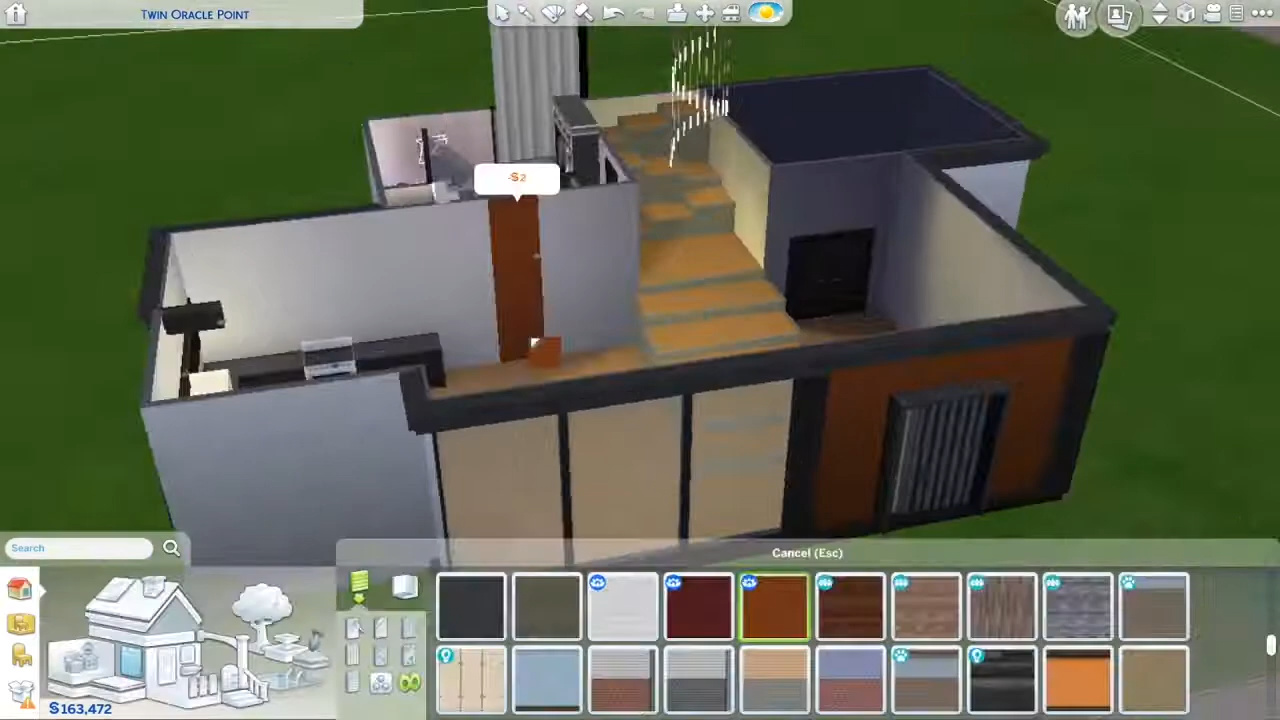 TWIN ORACLE POINT
-$2
Cancel (Esc)
Search
$163,472